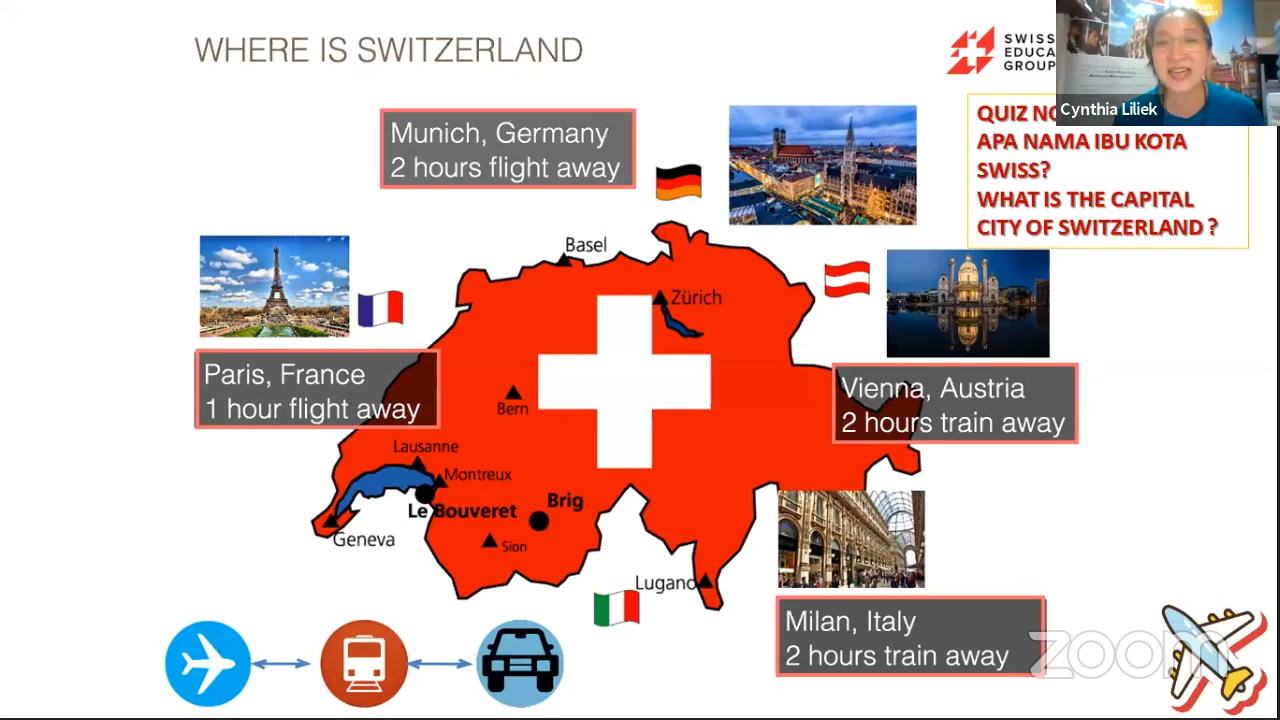 WHERE IS SWITZERLAND
SWISS
EDUCA
GROUP
Cynthia Liliek
QUIZ NO
APA NAMA IBU KOTA
SWISS?
WHAT IS THE CAPITAL
CITY OF SWITZERLAND ?
Munich, Germany
2 hours flight away
Basel
Zürich
Paris, France
1 hour flight away
Bern
Vienna, Austria
2 hours train away
Lausanne
Montreux
Le Bouveret
Brig
Geneva
Sion
Lugano
Milan, Italy
2 hours train away
zoom